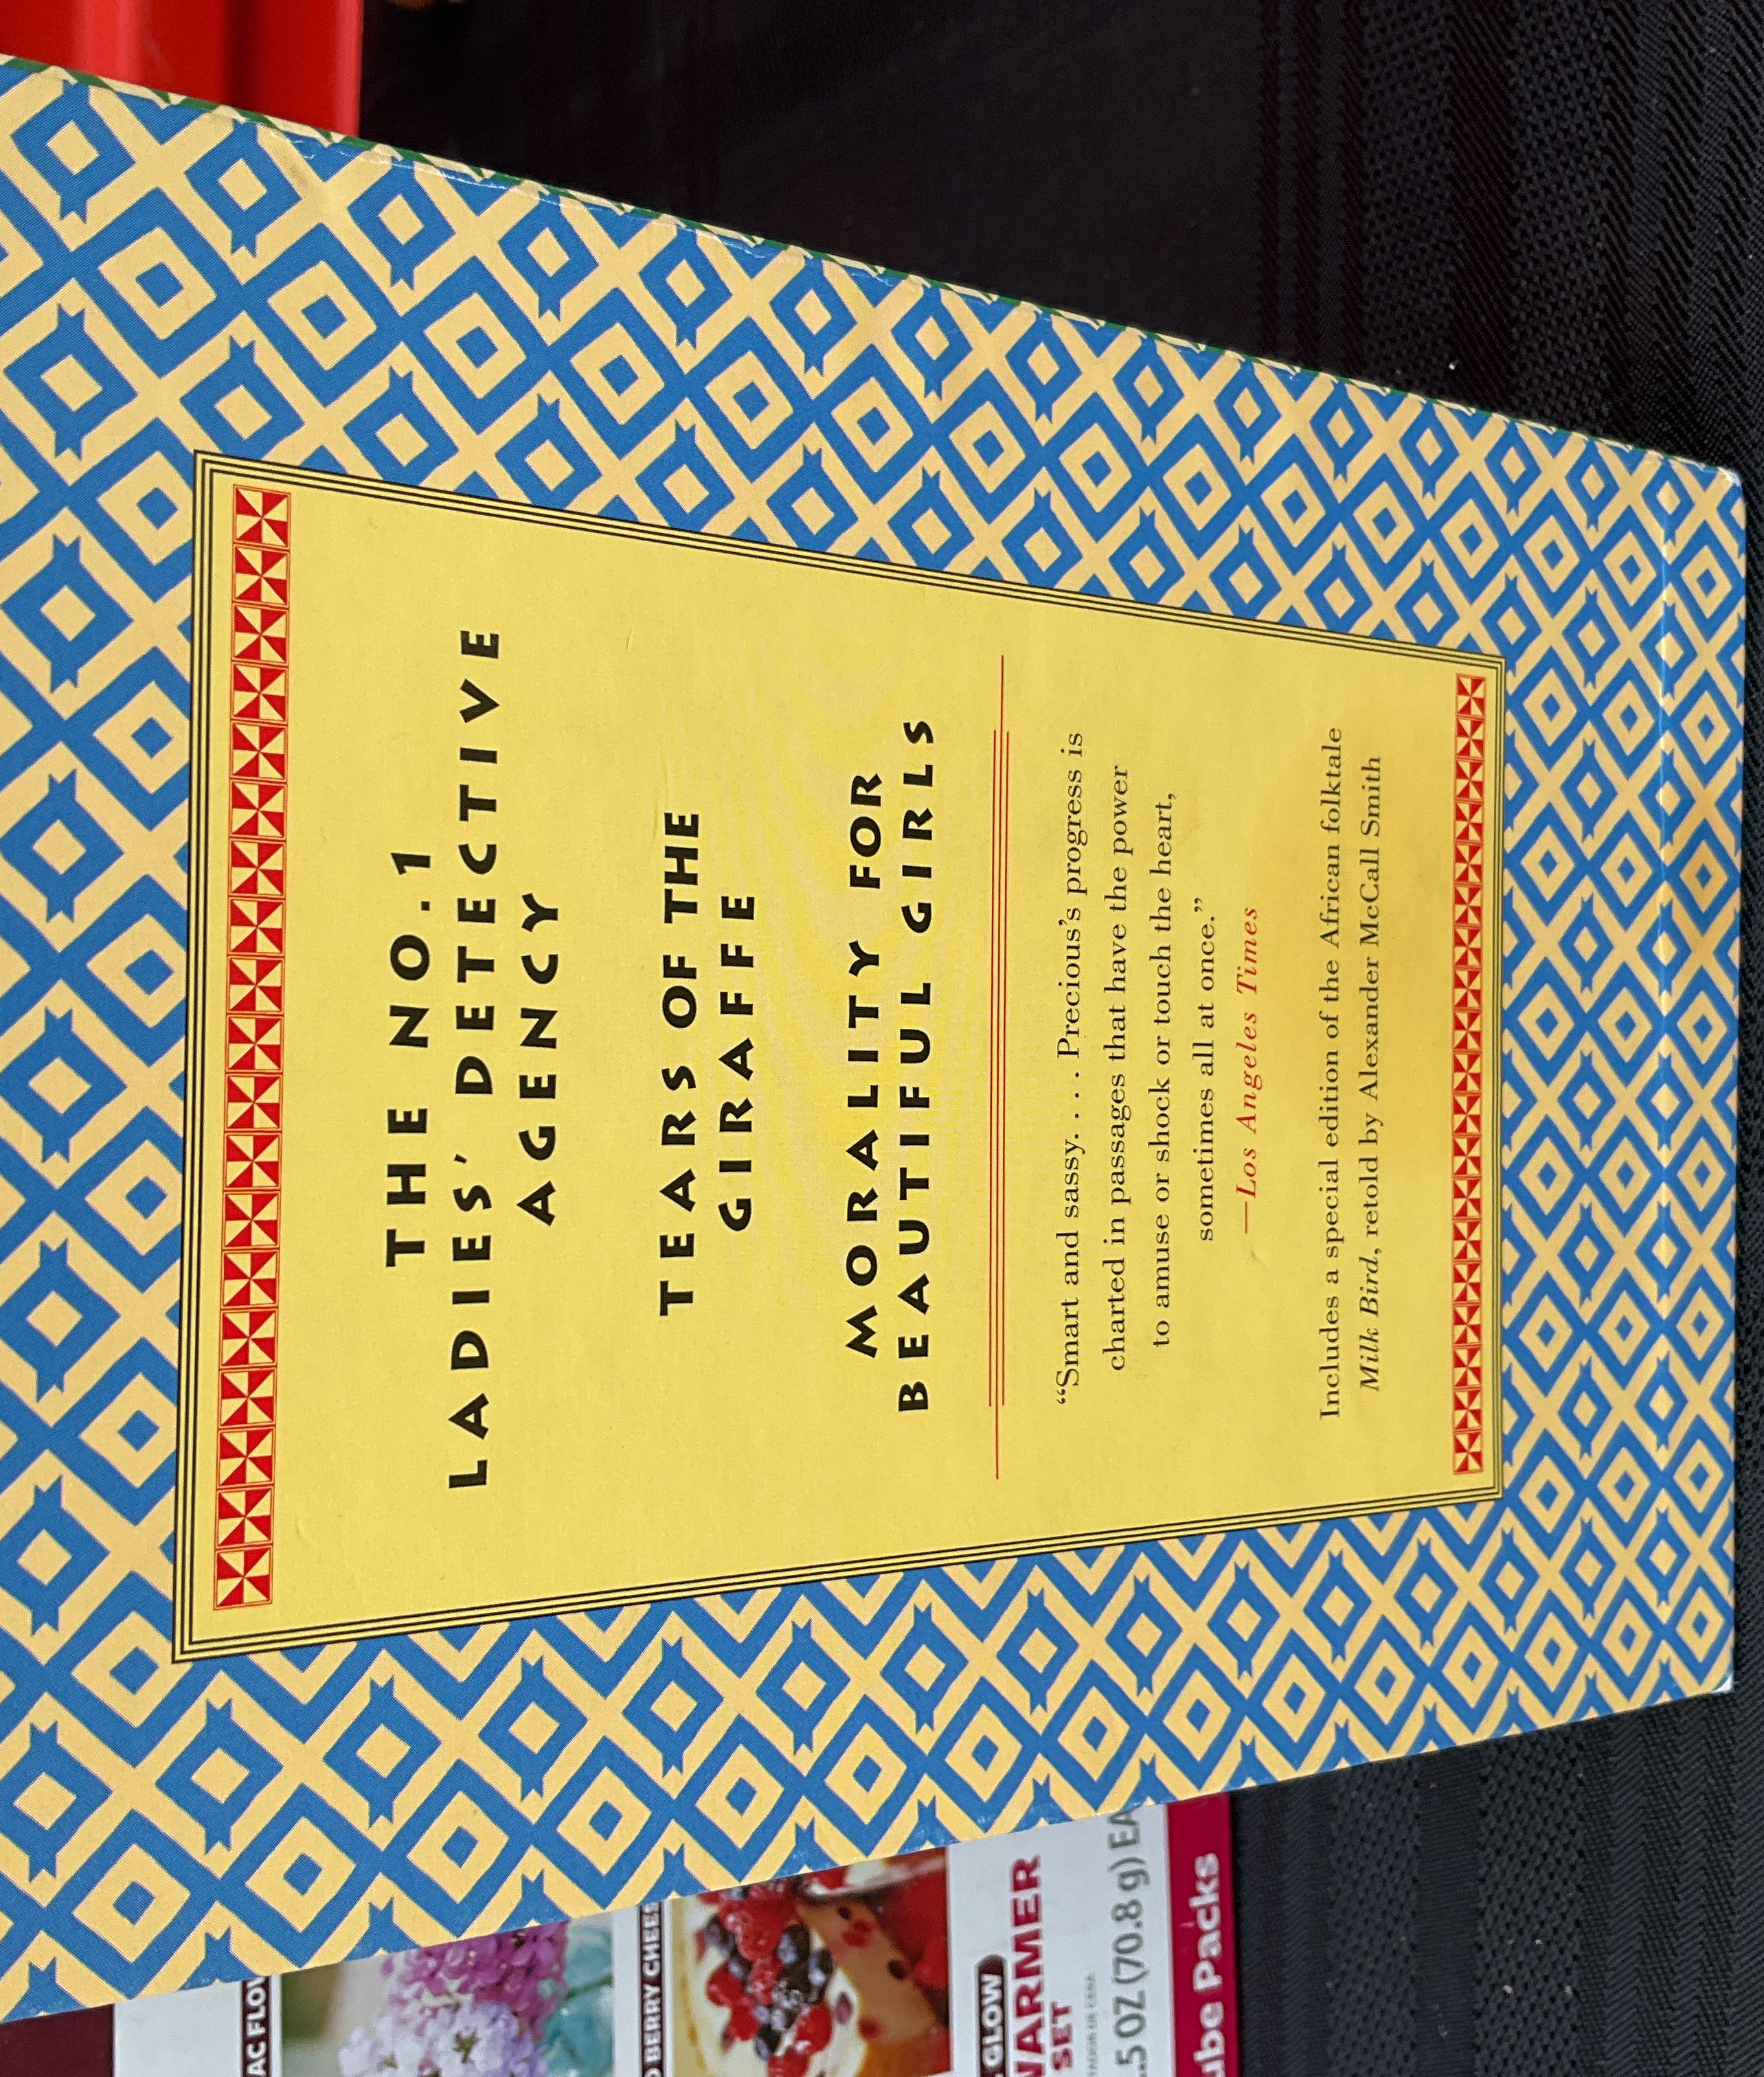 THE NO.1
LADIES' DETECTIVE
AGENCY
TEARS OF THE
GIRAFFE
MORALITY FOR
BEAUTIFUL GIRLS
“Smart and sassy. . . . Precious's progress is
charted in passages that have the power
to amuse or shock or touch the heart,
sometimes all at once.”
—Los Angeles Times
Includes a special edition of the African folktale
Milk Bird, retold by Alexander McCall Smith
BERRY
GLOW
WARMER
SET
.5 OZ (70.8 g) EA
Packs